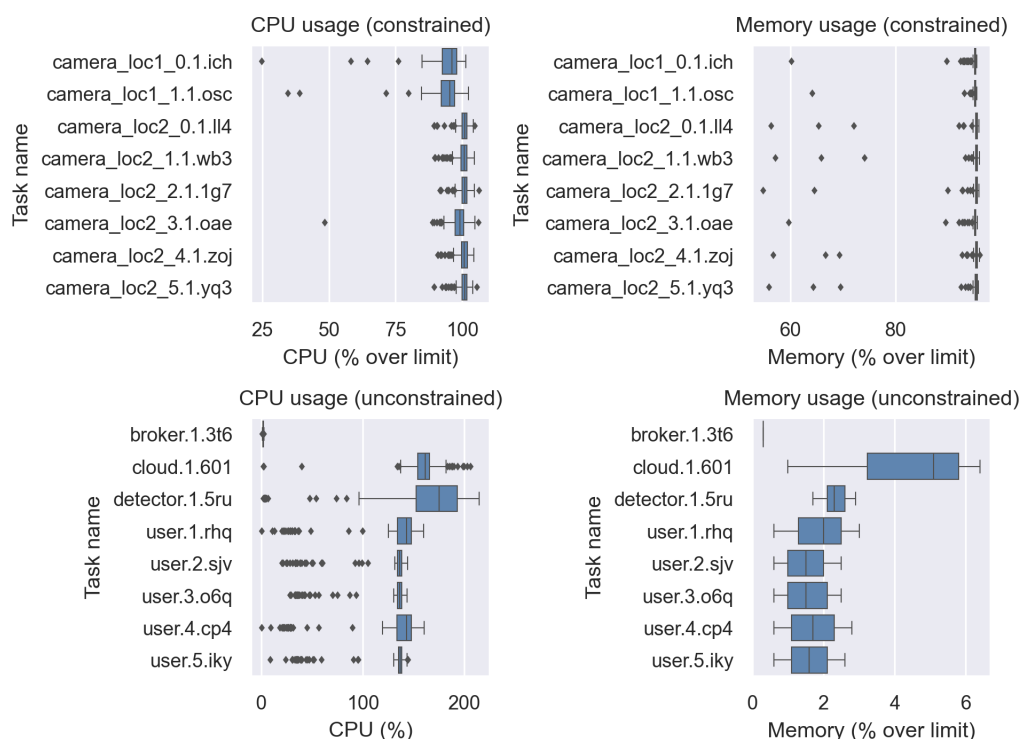 CPU usage (constrained)
camera_loc1_0.1.ich
camera_loc1_1.1.osc
camera_loc2_0.1.ll4
camera_loc2_1.1.wb3
camera_loc2_2.1.1g7
camera_loc2_3.1.oae
camera_loc2_4.1.zoj
camera_loc2_5.1.yq3
Task name
25 50 75 100
CPU (% over limit)
Memory usage (constrained)
camera_loc1_0.1.ich
camera_loc1_1.1.osc
camera_loc2_0.1.ll4
camera_loc2_1.1.wb3
camera_loc2_2.1.1g7
camera_loc2_3.1.oae
camera_loc2_4.1.zoj
camera_loc2_5.1.yq3
Task name
60 80
Memory (% over limit)
CPU usage (unconstrained)
broker.1.3t6
cloud.1.601
detector.1.5ru
user.1.rhq
user.2.sjv
user.3.o6q
user.4.cp4
user.5.iky
Task name
0 100 200
CPU (%)
Memory usage (unconstrained)
broker.1.3t6
cloud.1.601
detector.1.5ru
user.1.rhq
user.2.sjv
user.3.o6q
user.4.cp4
user.5.iky
Task name
0 2 4 6
Memory (% over limit)